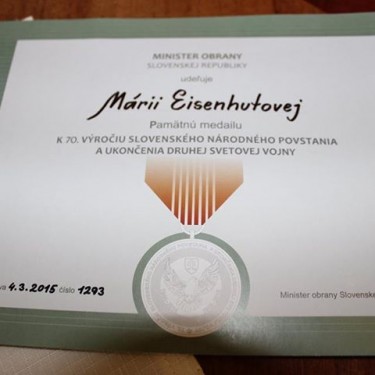 MINISTER OBRANY
SLOVENSKEJ REPUBLIKY
udeľuje
Márii Eisenhutovej
Pamätnú medailu
K 70. VÝROČIU SLOVENSKÉHO NÁRODNÉHO POVSTANIA
A UKONČENIA DRUHEJ SVETOVEJ VOJNY
4.3.2015 číslo 1293
Minister obrany Slovenske